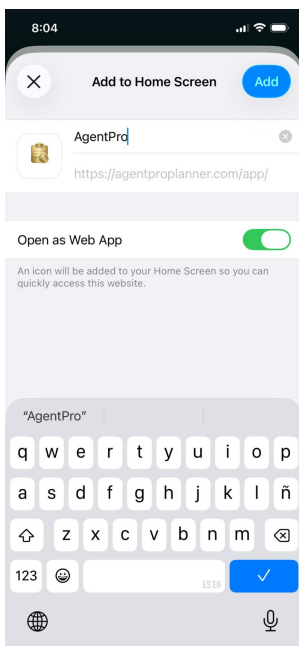 8:04
Add to Home Screen
Add
AgentPro
https://agentproplanner.com/app/
Open as Web App
An icon will be added to your Home Screen so you can
quickly access this website.
“AgentPro”
q w e r t y u i o p
a s d f g h j k l ñ
z x c v b n m
123
ES EN